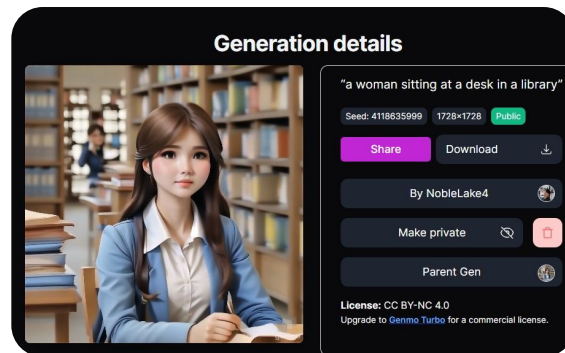 Generation details
“a woman sitting at a desk in a library”
Seed: 4118635999 1728×1728 Public
Share Download
By NobleLake4
Make private
Parent Gen
License: CC BY-NC 4.0
Upgrade to Genmo Turbo for a commercial license.